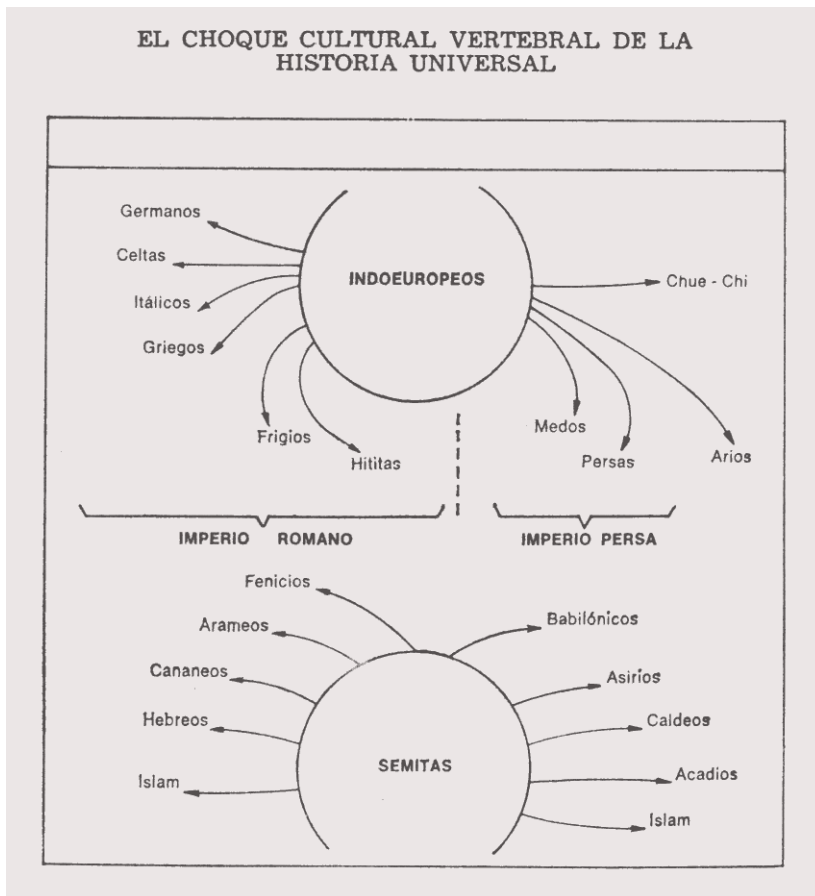 EL CHOQUE CULTURAL VERTEBRAL DE LA
HISTORIA UNIVERSAL
Germanos
Celtas
Itálicos
Griegos
Frigios
Hititas
INDOEUROPEOS
Chue - Chi
Medos
Persas
Arios
IMPERIO ROMANO
IMPERIO PERSA
Fenicios
Arameos
Cananeos
Hebreos
Islam
SEMITAS
Babilónicos
Asirios
Caldeos
Acadios
Islam